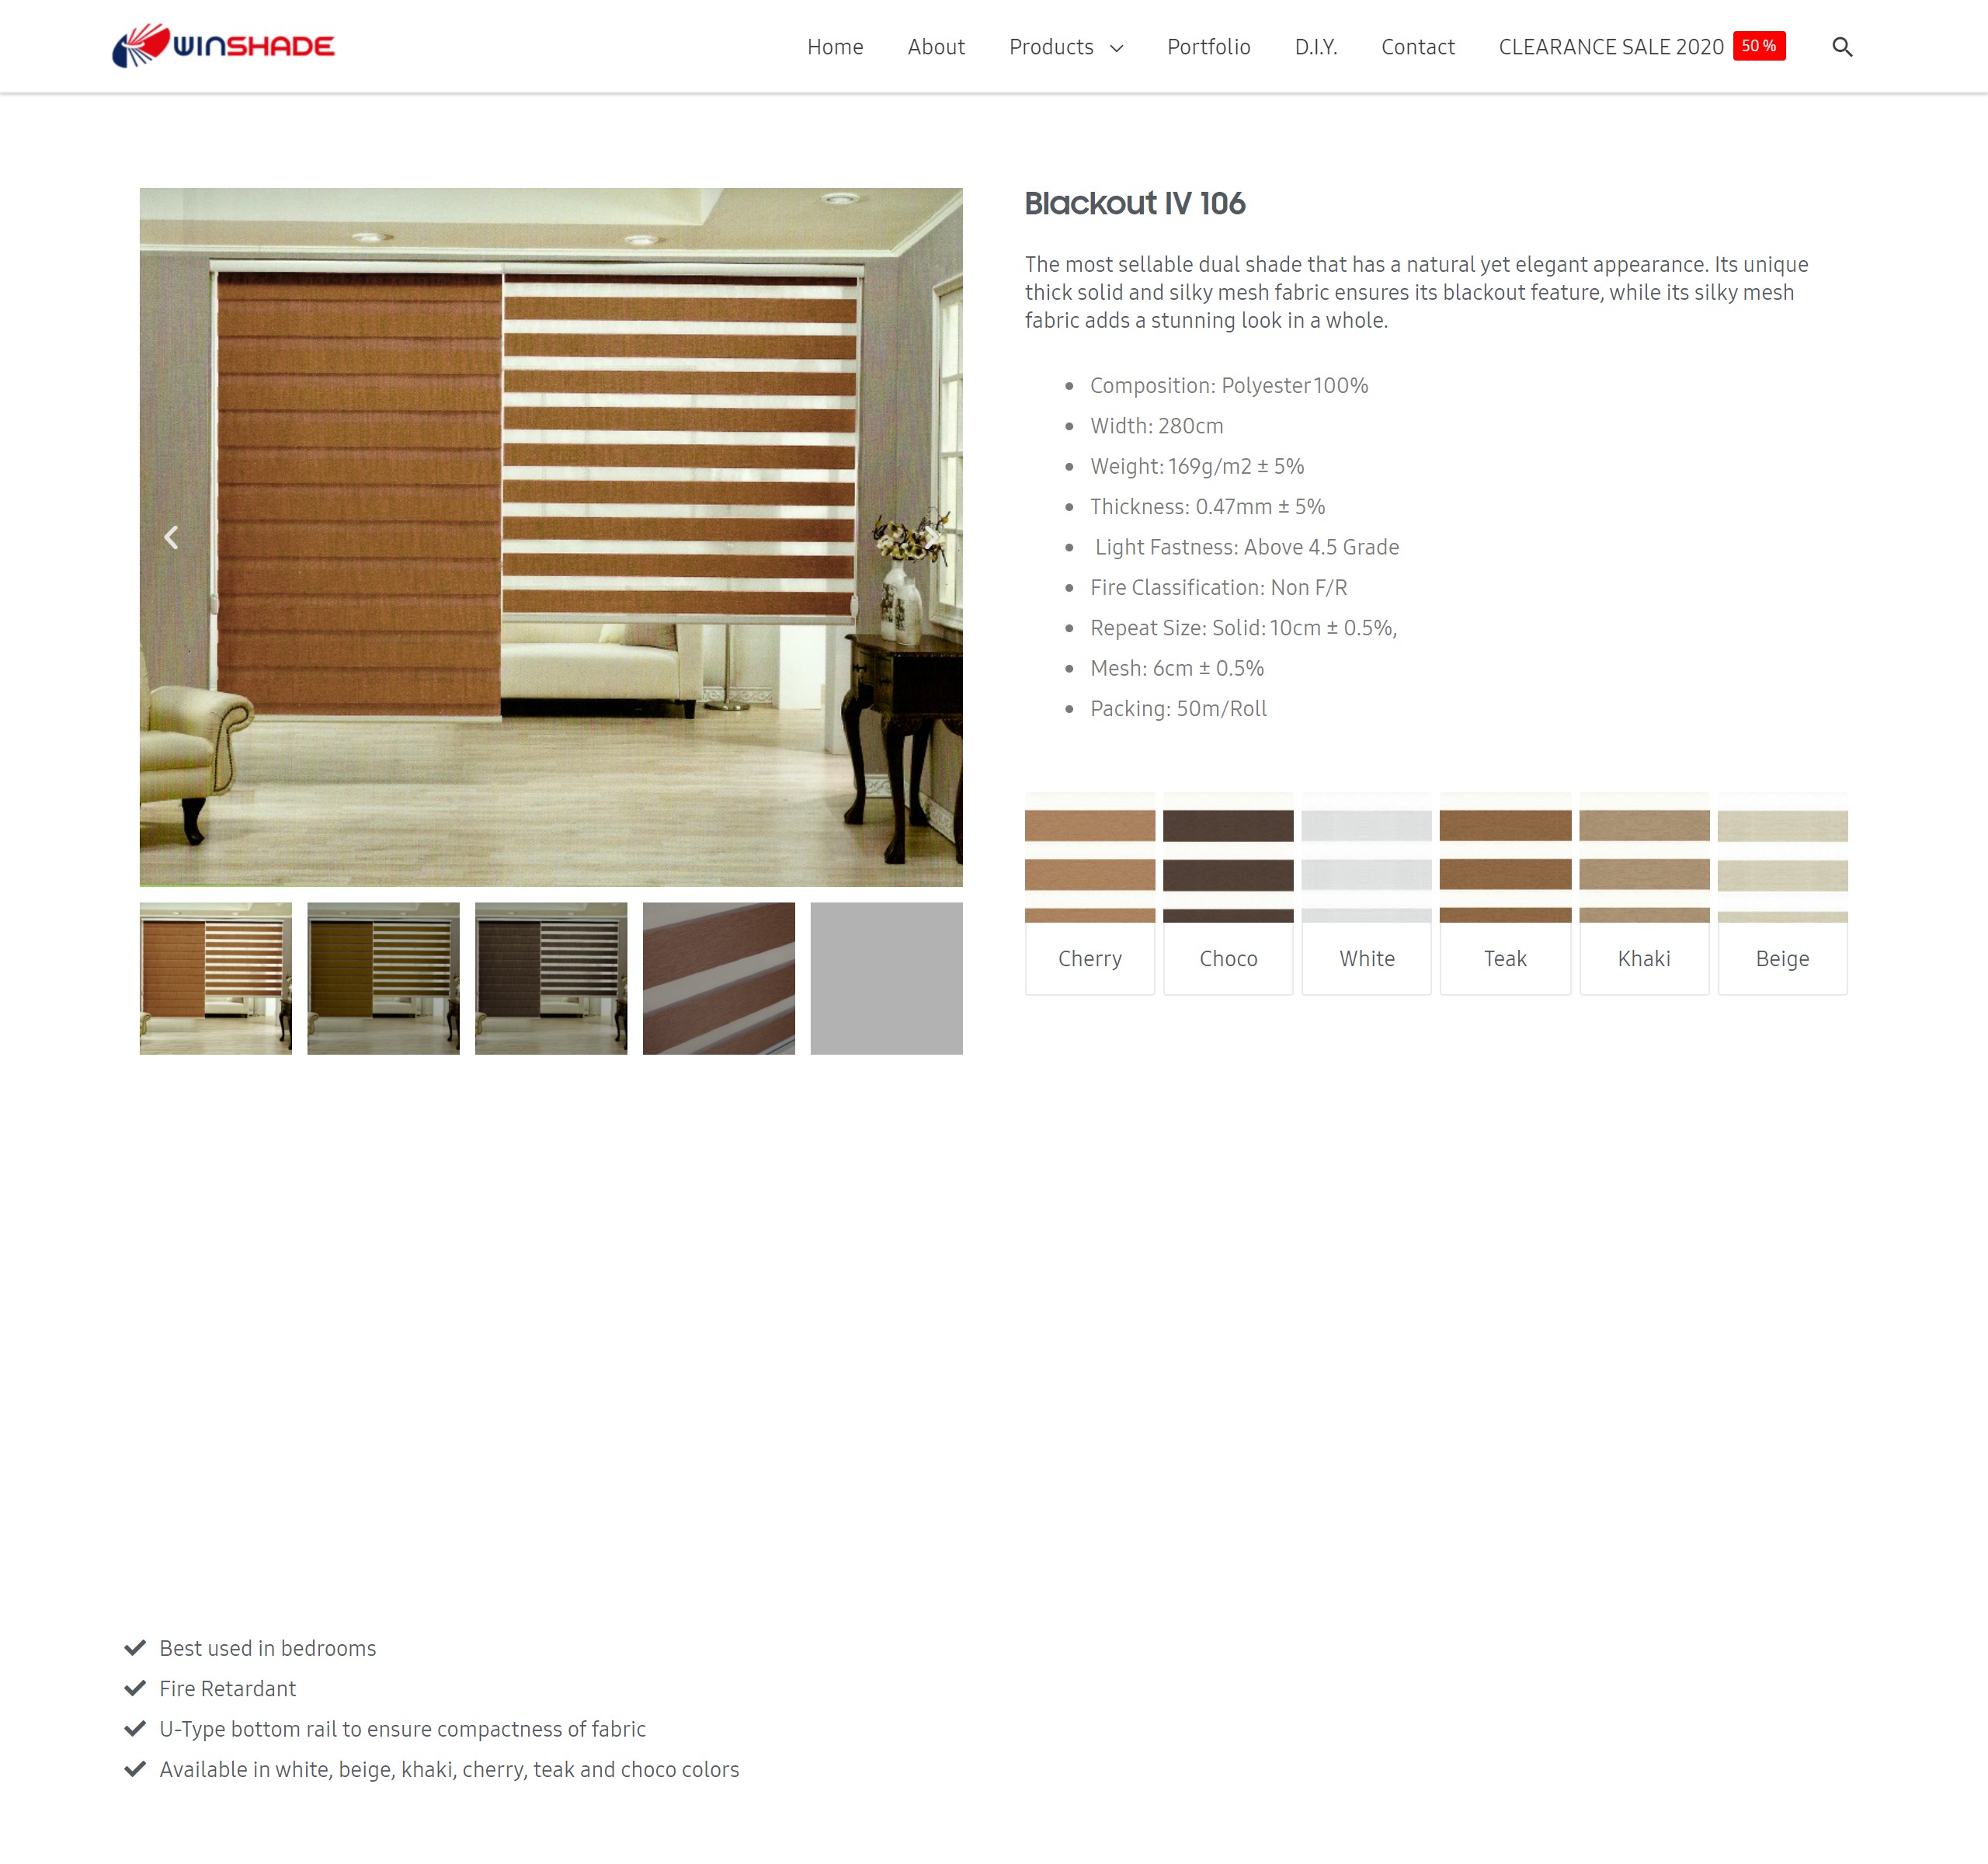 WINSHADE
Home About Products Portfolio D.I.Y. Contact CLEARANCE SALE 2020 50 %
Blackout IV 106
The most sellable dual shade that has a natural yet elegant appearance. Its unique
thick solid and silky mesh fabric ensures its blackout feature, while its silky mesh
fabric adds a stunning look in a whole.
Composition: Polyester100%
Width: 280cm
Weight: 169g/m2 ± 5%
Thickness: 0.47mm ± 5%
Light Fastness: Above 4.5 Grade
Fire Classification: Non F/R
Repeat Size: Solid: 10cm ± 0.5%,
Mesh: 6cm ± 0.5%
Packing: 50m/Roll
Cherry Choco White Teak Khaki Beige
Best used in bedrooms
Fire Retardant
U-Type bottom rail to ensure compactness of fabric
Available in white, beige, khaki, cherry, teak and choco colors